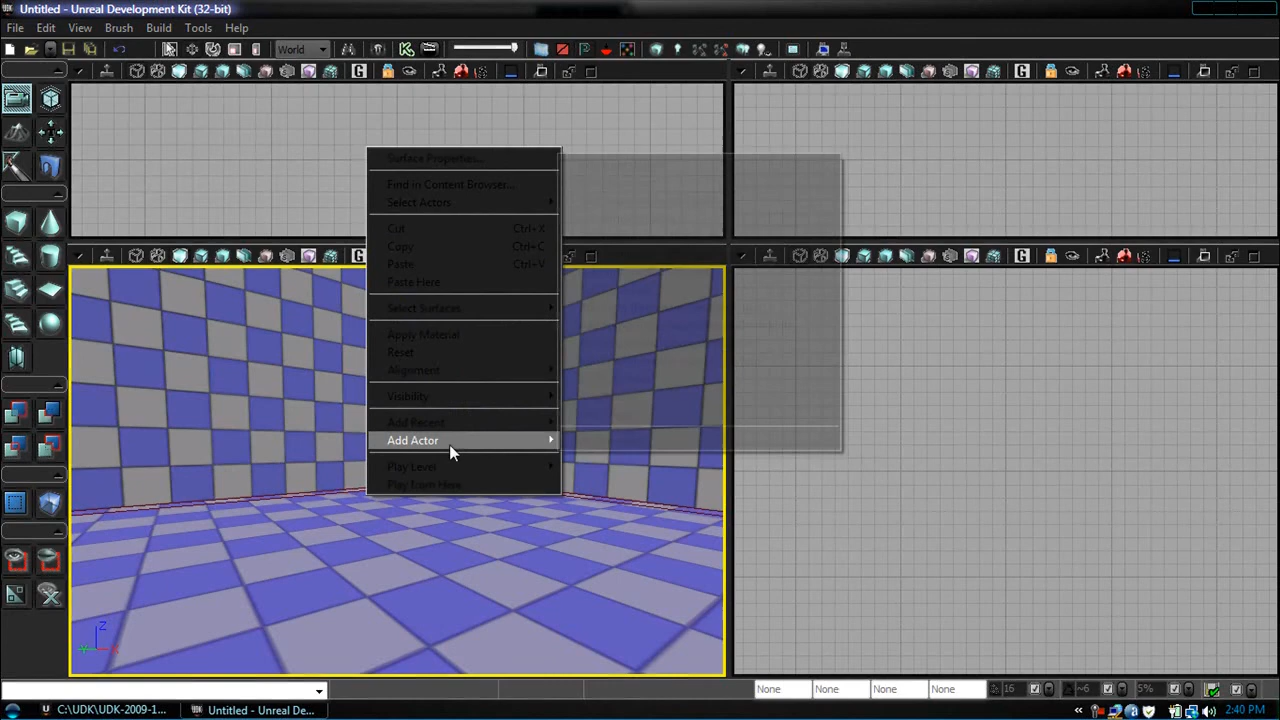 Untitled - Unreal Development Kit (32-bit)
File Edit View Brush Build Tools Help
World
G G
Surface Properties...
Find in Content Browser...
Select Actors
Cut Ctrl+X
Copy Ctrl+C
Paste Ctrl+V
Paste Here
Select Surfaces
Apply Material
Reset
Alignment
Visibility
Add Recent
Add Actor
Play Level
Play from Here
G G
Z
None None None None 16 ~6 5%
C:\UDK\UDK-2009-1... Untitled - Unreal De... 2:40 PM